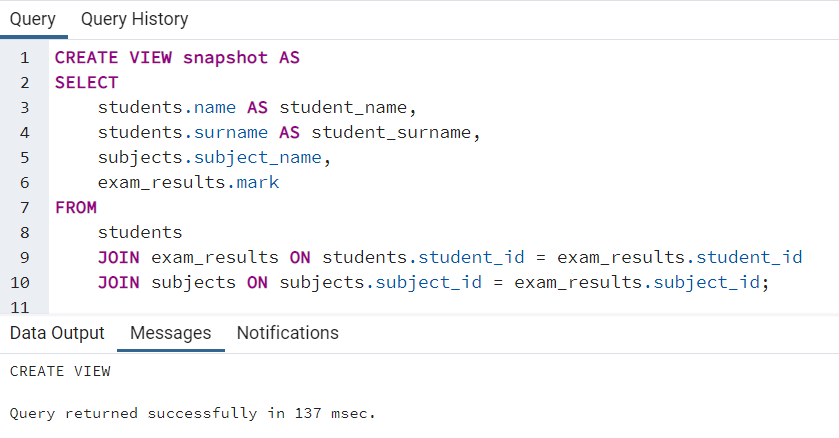 Query Query History
1 CREATE VIEW snapshot AS
2 SELECT
3 students.name AS student_name,
4 students.surname AS student_surname,
5 subjects.subject_name,
6 exam_results.mark
7 FROM
8 students
9 JOIN exam_results ON students.student_id = exam_results.student_id
10 JOIN subjects ON subjects.subject_id = exam_results.subject_id;
11
Data Output Messages Notifications
CREATE VIEW
Query returned successfully in 137 msec.